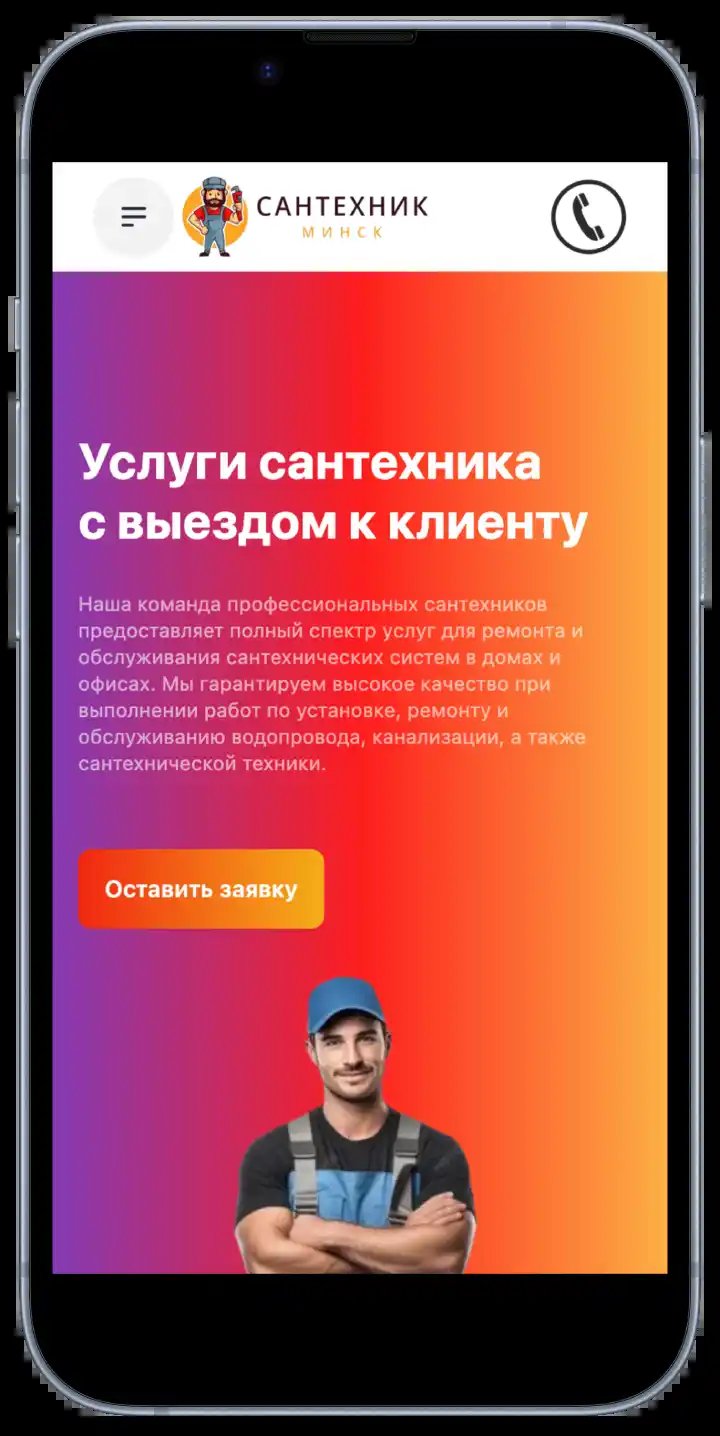 САНТЕХНИК
МИНСК
Услуги сантехника
с выездом к клиенту
Наша команда профессиональных сантехников
предоставляет полный спектр услуг для ремонта и
обслуживания сантехнических систем в домах и
офисах. Мы гарантируем высокое качество при
выполнении работ по установке, ремонту и
обслуживанию водопровода, канализации, а также
сантехнической техники.
Оставить заявку